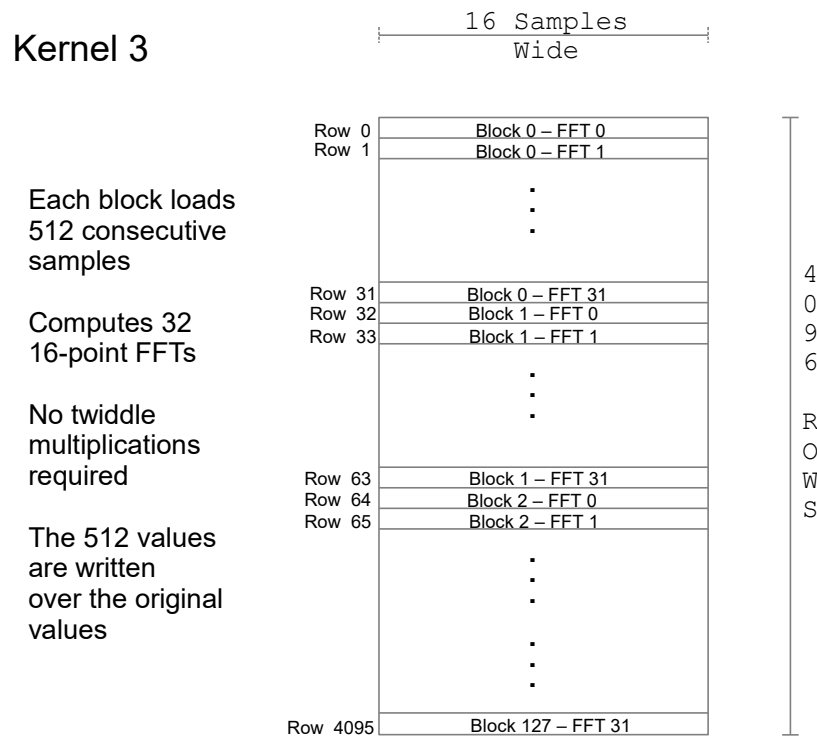 Kernel 3
16 Samples
Wide
Each block loads
512 consecutive
samples
Computes 32
16-point FFTs
No twiddle
multiplications
required
The 512 values
are written
over the original
values
Row 0 Block 0 – FFT 0
Row 1 Block 0 – FFT 1
Row 31 Block 0 – FFT 31
Row 32 Block 1 – FFT 0
Row 33 Block 1 – FFT 1
Row 63 Block 1 – FFT 31
Row 64 Block 2 – FFT 0
Row 65 Block 2 – FFT 1
Row 4095 Block 127 – FFT 31
4096 ROWS